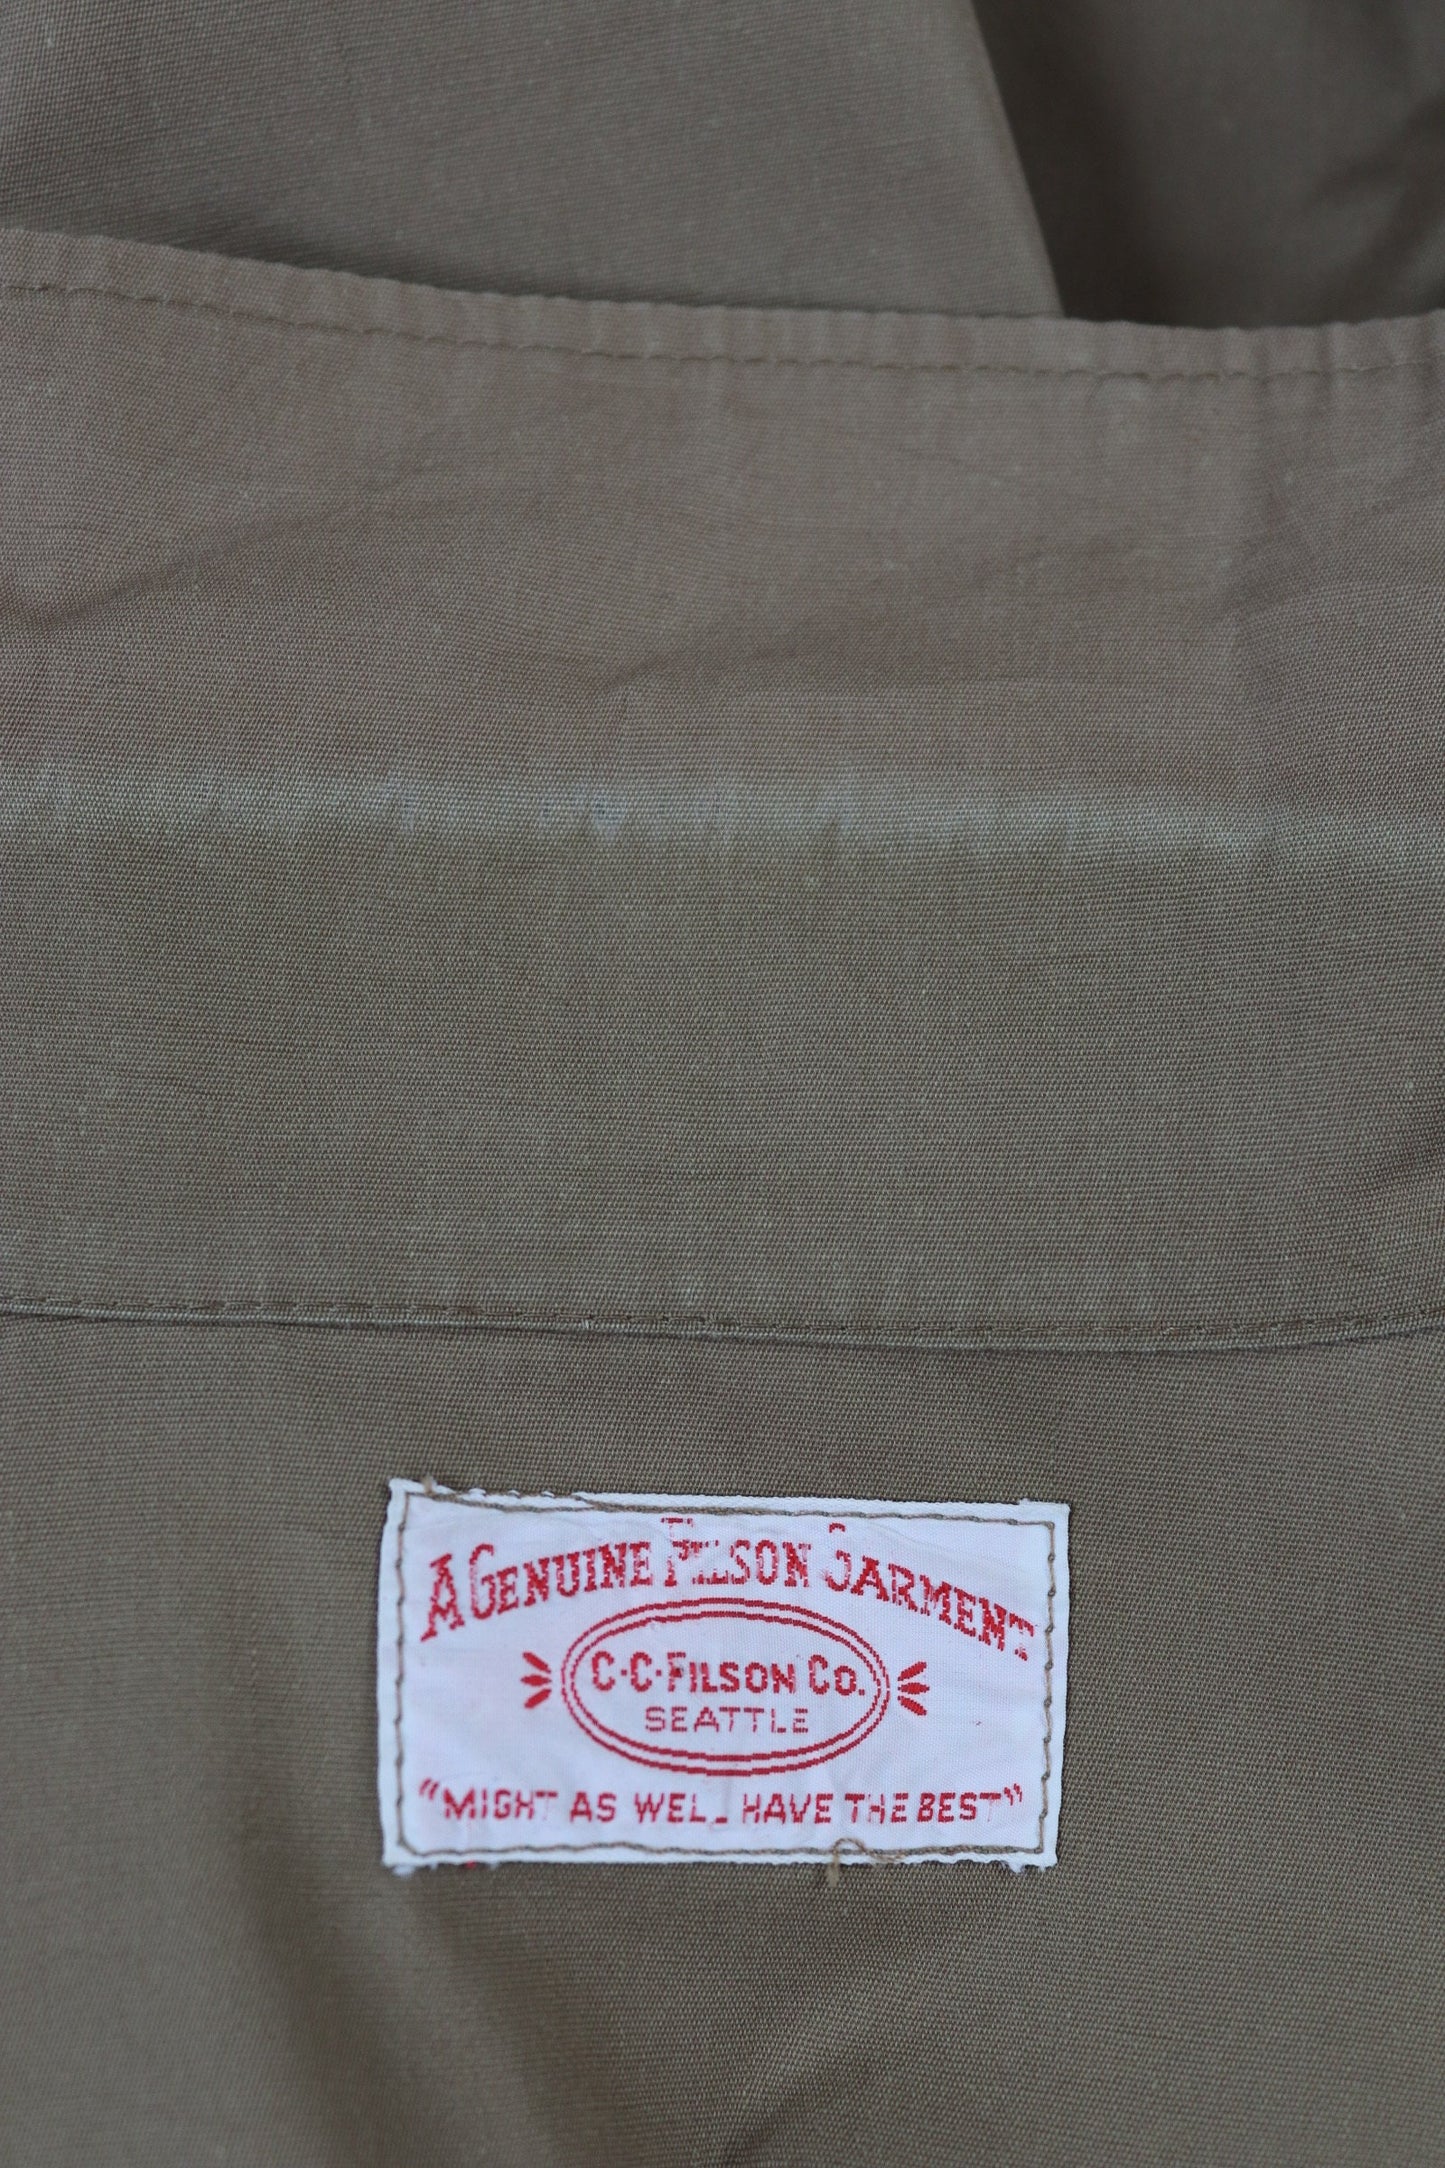 A GENUINE FILSON GARMENT
C·C·FILSON CO.
SEATTLE
"MIGHT AS WELL HAVE THE BEST"